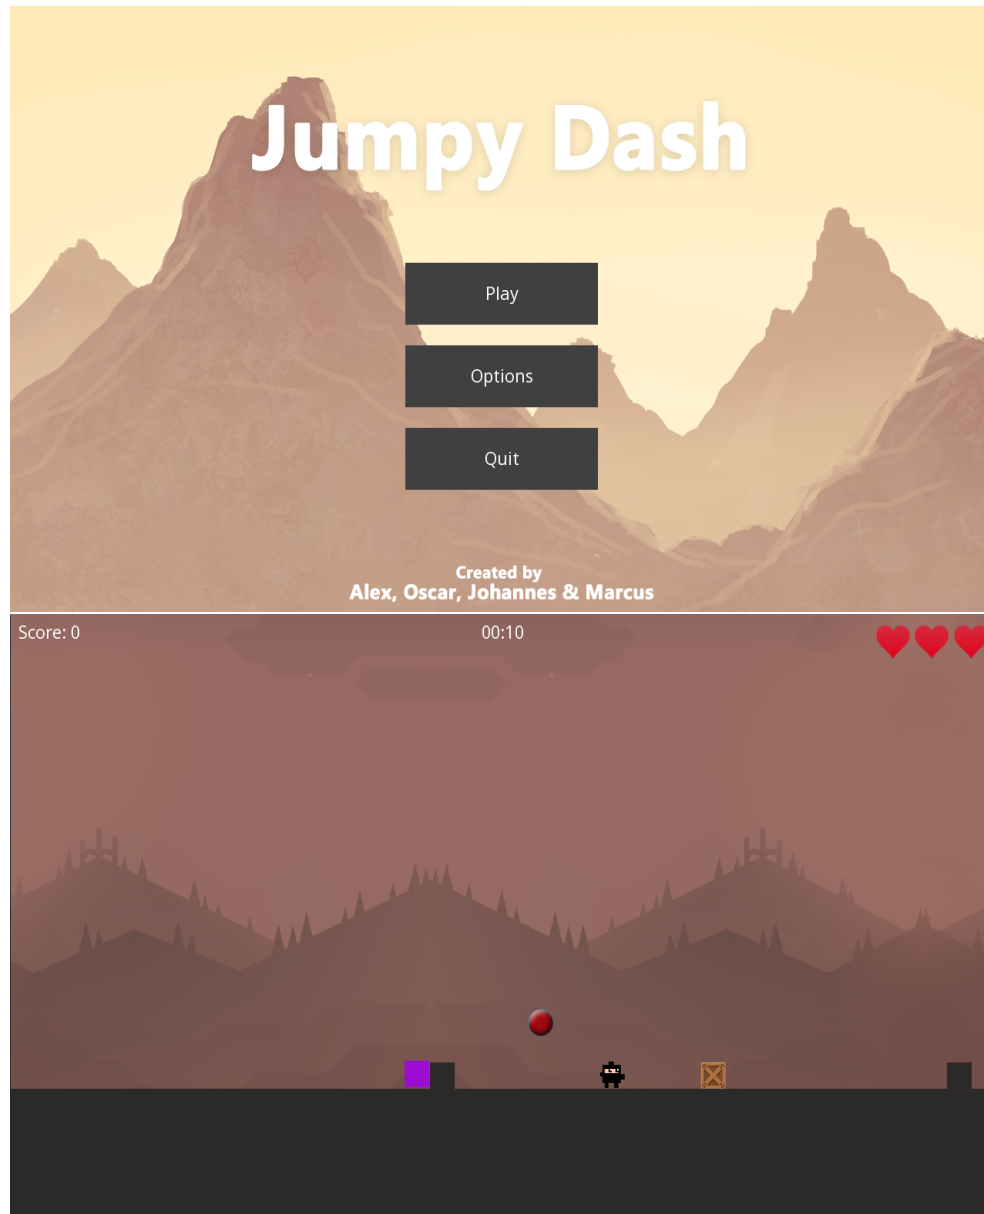 Jumpy Dash
Play
Options
Quit
Created by
Alex, Oscar, Johannes & Marcus
Score: 0
00:10